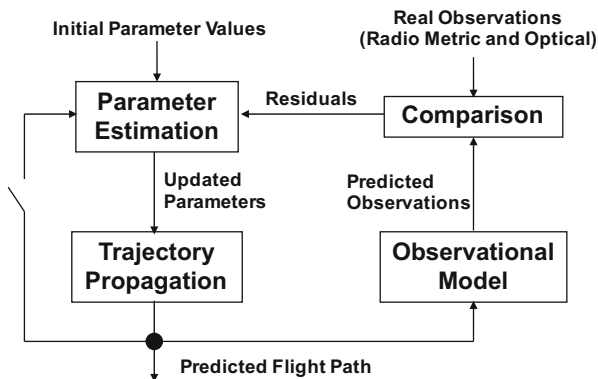 Initial Parameter Values
Real Observations
(Radio Metric and Optical)
Parameter
Estimation
Residuals
Comparison
Updated
Parameters
Predicted
Observations
Trajectory
Propagation
Observational
Model
Predicted Flight Path